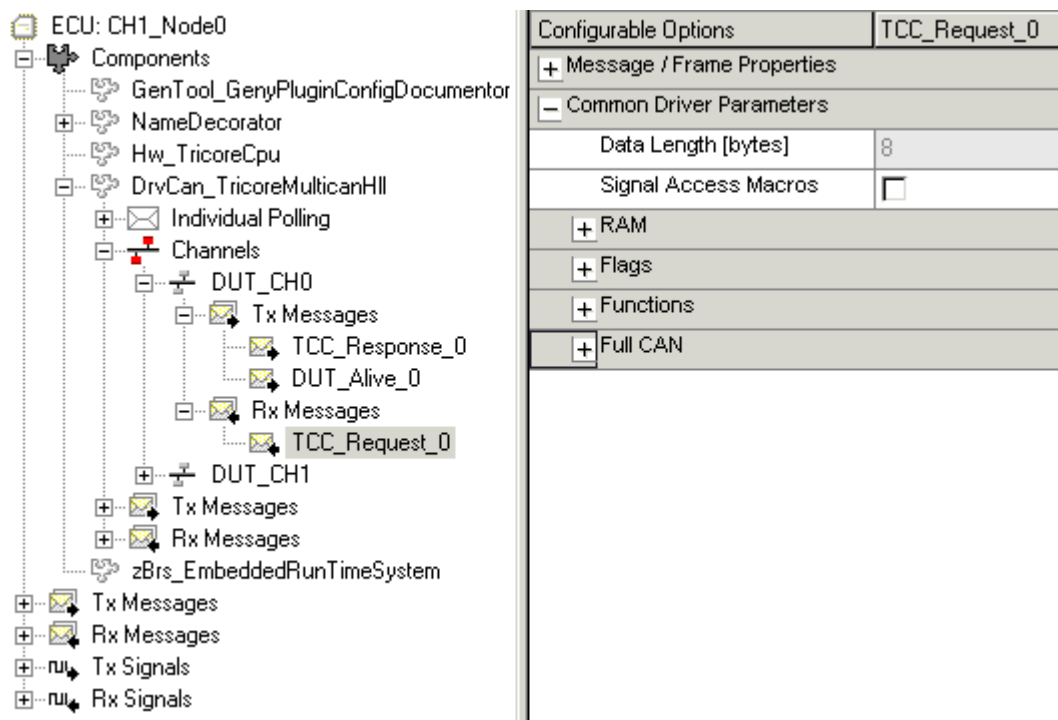 ECU: CH1_Node0
Components
GenTool_GenyPluginConfigDocumentor
NameDecorator
Hw_TricoreCpu
DrvCan_TricoreMulticanHll
Individual Polling
Channels
DUT_CH0
Tx Messages
TCC_Response_0
DUT_Alive_0
Rx Messages
TCC_Request_0
DUT_CH1
Tx Messages
Rx Messages
zBrs_EmbeddedRunTimeSystem
Tx Messages
Rx Messages
Tx Signals
Rx Signals
Configurable Options TCC_Request_0
Message / Frame Properties
Common Driver Parameters
Data Length [bytes] 8
Signal Access Macros
RAM
Flags
Functions
Full CAN